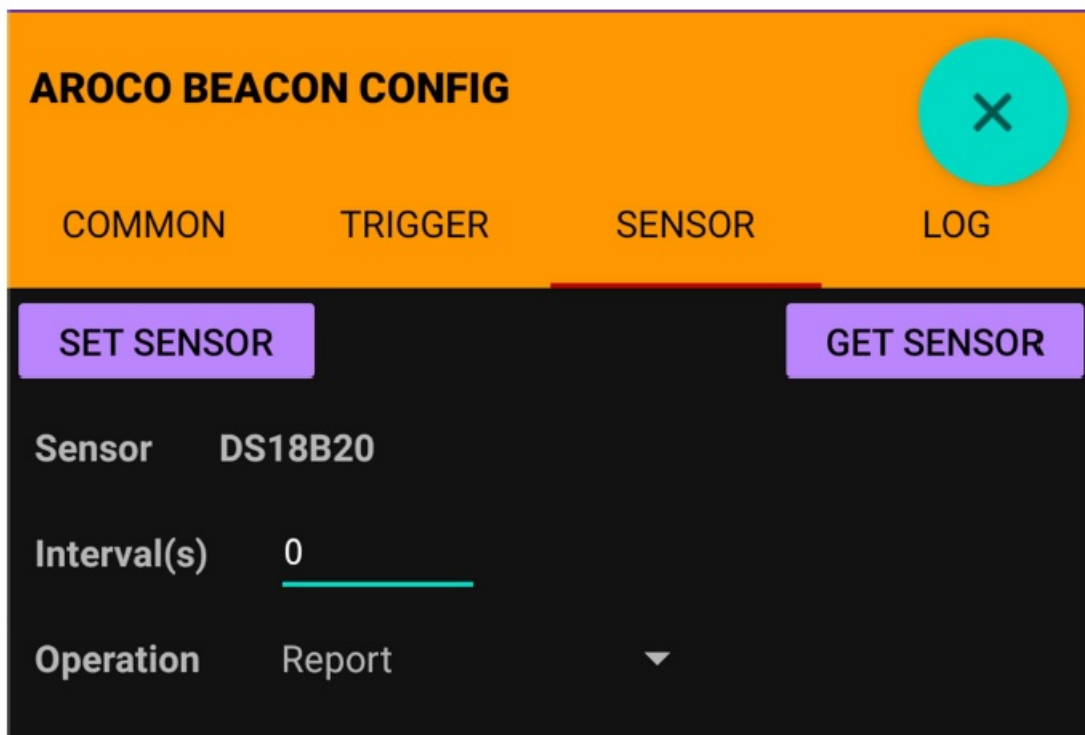 AROCO BEACON CONFIG
COMMON TRIGGER SENSOR LOG
SET SENSOR GET SENSOR
Sensor DS18B20
Interval(s) 0
Operation Report